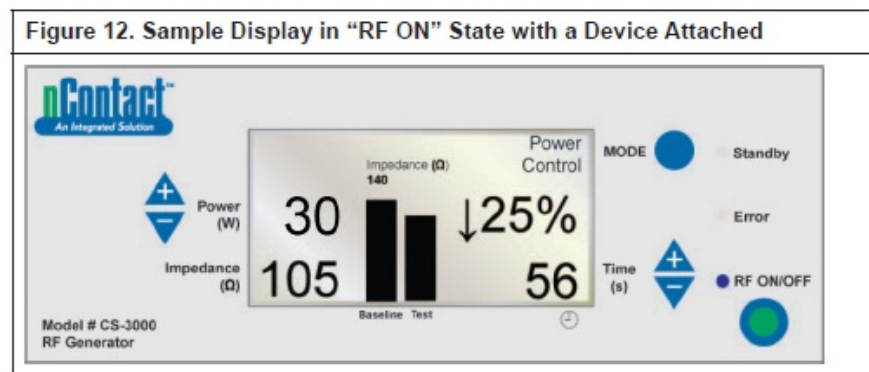 Figure 12. Sample Display in “RF ON” State with a Device Attached
nContact™
An Integrated Solution
Power
(W)
Impedance
(Ω)
30
105
Impedance (Ω)
140
Baseline Test
Power
Control
↓25%
56
MODE
Time
(s)
Standby
Error
RF ON/OFF
Model # CS-3000
RF Generator